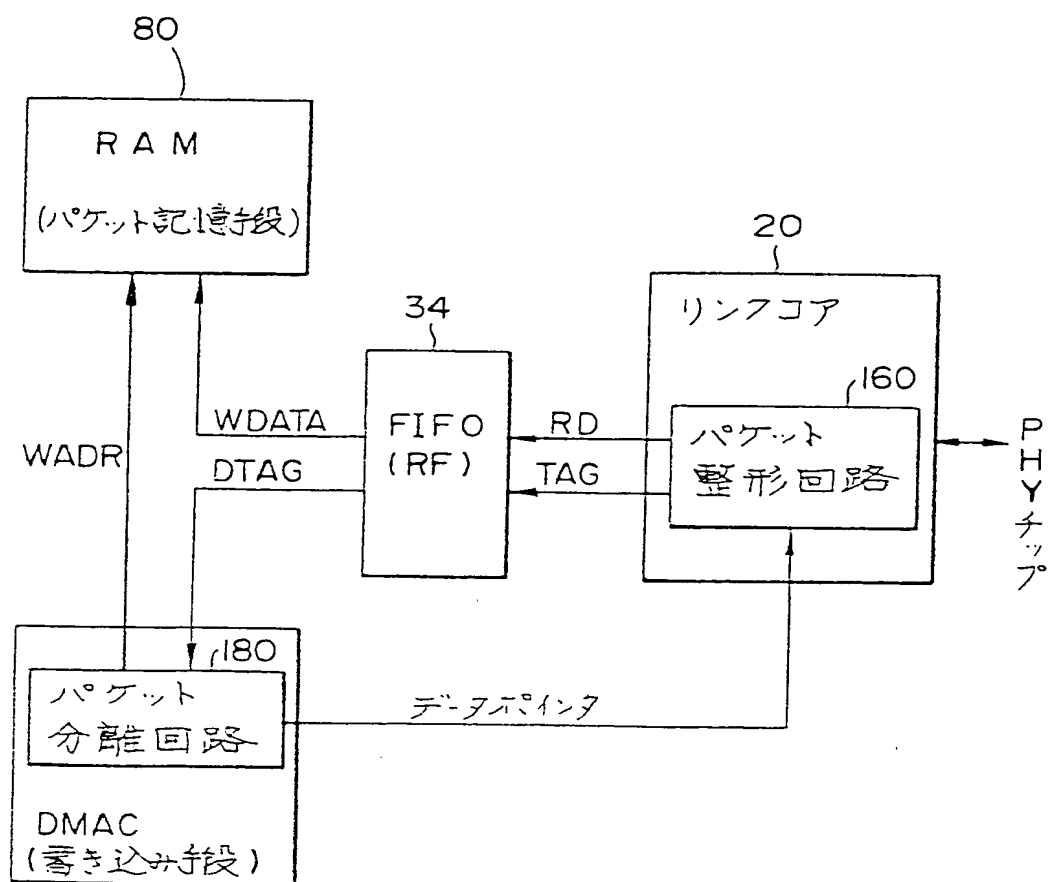 80
RAM
(パケット記憶手段)
20
リンクコア
34
160
FIFO
(RF)
パケット
整形回路
WDATA
RD
WADR
DTAG
TAG
PHYチップ
180
パケット
分離回路
データポインタ
DMAC
(書き込み手段)